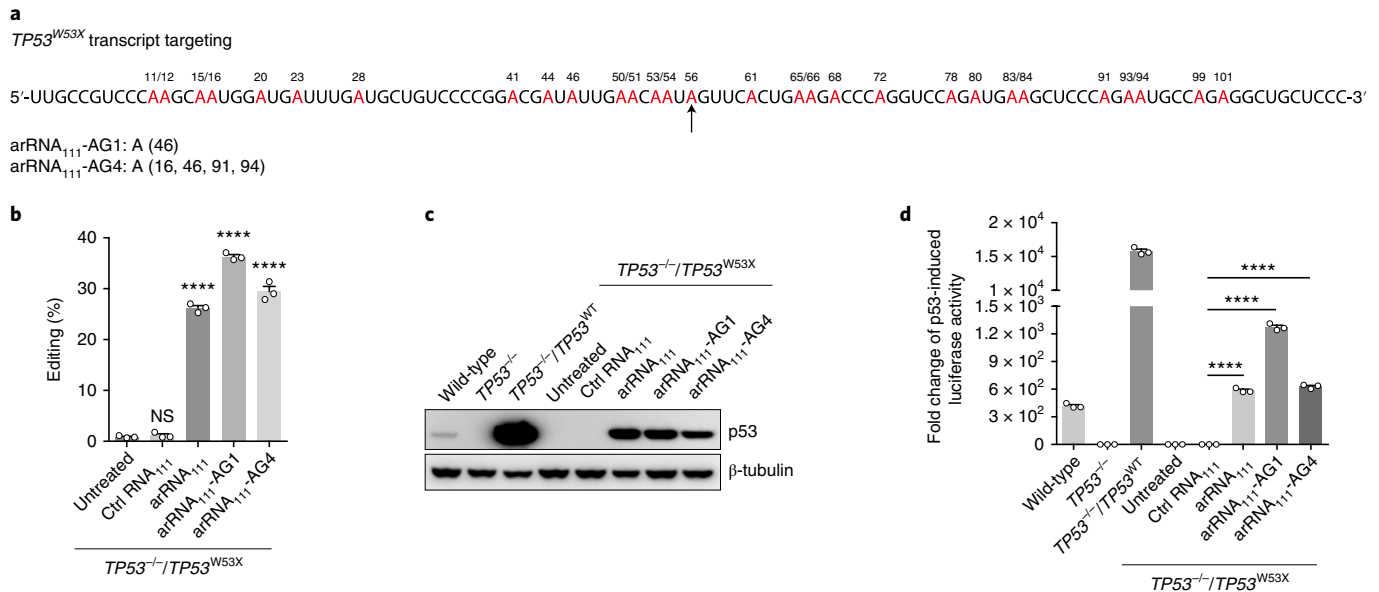 a
TP53W53X transcript targeting
11/12 15/16 20 23 28 41 44 46 50/51 53/54 56 61 65/66 68 72 78 80 83/84 91 93/94 99 101
5′-UUGCCGUCCCAAGCAAUGGAUGAUUUGAUGCUGUCCCCGGACGAUAUUGAACAAUAGUUCACUGAAGACCCAGGUCCAGAUGAAGCUCCCAGAAUGCCAGAGGCUGCUCCC-3′
arRNA111-AG1: A (46)
arRNA111-AG4: A (16, 46, 91, 94)
b
Editing (%)
40
30
20
10
0
NS
****
****
****
Untreated
Ctrl RNA111
arRNA111
arRNA111-AG1
arRNA111-AG4
TP53–/–/TP53W53X
c
TP53–/–/TP53W53X
Wild-type
TP53–/–
TP53–/–/TP53WT
Untreated
Ctrl RNA111
arRNA111
arRNA111-AG1
arRNA111-AG4
p53
β-tubulin
d
Fold change of p53-induced
luciferase activity
2 × 10⁴
1.5 × 10⁴
1 × 10⁴
1.5 × 10³
1.2 × 10³
9 × 10²
6 × 10²
3 × 10²
0
****
****
****
Wild-type
TP53–/–
TP53–/–/TP53WT
Untreated
Ctrl RNA111
arRNA111
arRNA111-AG1
arRNA111-AG4
TP53–/–/TP53W53X